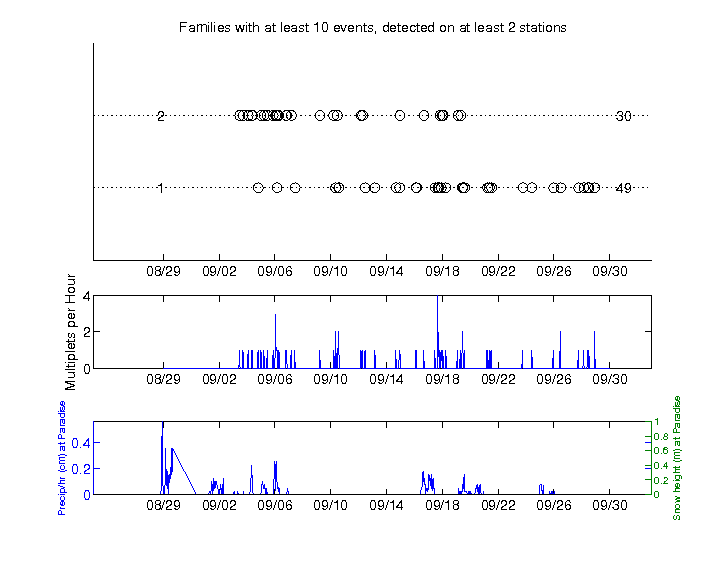 Families with at least 10 events, detected on at least 2 stations
2 30
1 49
08/29 09/02 09/06 09/10 09/14 09/18 09/22 09/26 09/30
Multiplets per Hour
4
2
0
08/29 09/02 09/06 09/10 09/14 09/18 09/22 09/26 09/30
Precip/hr (cm) at Paradise
0.4
0.2
0
Snow height (m) at Paradise
1
0.8
0.6
0.4
0.2
0
08/29 09/02 09/06 09/10 09/14 09/18 09/22 09/26 09/30